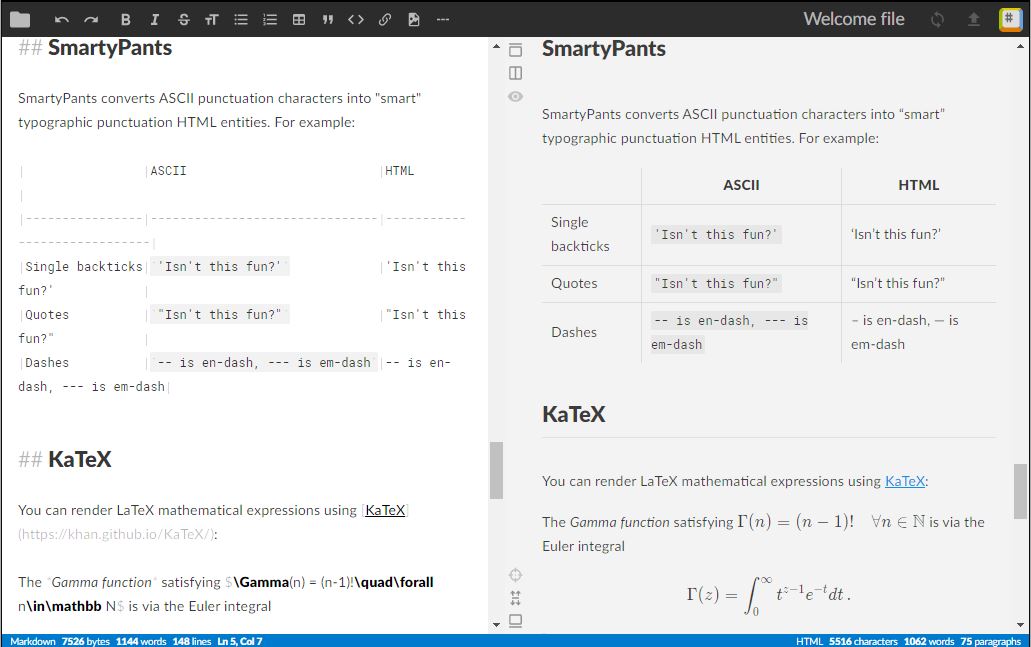 Welcome file
## SmartyPants
SmartyPants converts ASCII punctuation characters into "smart"
typographic punctuation HTML entities. For example:
|                |ASCII                          |HTML
|
|----------------|-------------------------------|-----------
------------------|
|Single backticks|`'Isn't this fun?'`            |'Isn't this
fun?'            |
|Quotes          |`"Isn't this fun?"`            |"Isn't this
fun?"            |
|Dashes          |`-- is en-dash, --- is em-dash`|-- is en-
dash, --- is em-dash|
## KaTeX
You can render LaTeX mathematical expressions using [KaTeX]
(https://khan.github.io/KaTeX/):
The *Gamma function* satisfying $\Gamma(n) = (n-1)!\quad\forall
n\in\mathbb N$ is via the Euler integral
SmartyPants
SmartyPants converts ASCII punctuation characters into “smart”
typographic punctuation HTML entities. For example:
ASCII HTML
Single
backticks
'Isn't this fun?' ‘Isn’t this fun?’
Quotes "Isn't this fun?" “Isn’t this fun?”
Dashes
-- is en-dash, --- is
em-dash
– is en-dash, — is
em-dash
KaTeX
You can render LaTeX mathematical expressions using KaTeX:
The Gamma function satisfying Γ(n) = (n − 1)! ∀n ∈ ℕ is via the
Euler integral
Γ(z) = ∫₀^∞ t^{z−1}e^{−t}dt .
Markdown 7526 bytes 1144 words 148 lines Ln 5, Col 7
HTML 5516 characters 1062 words 75 paragraphs